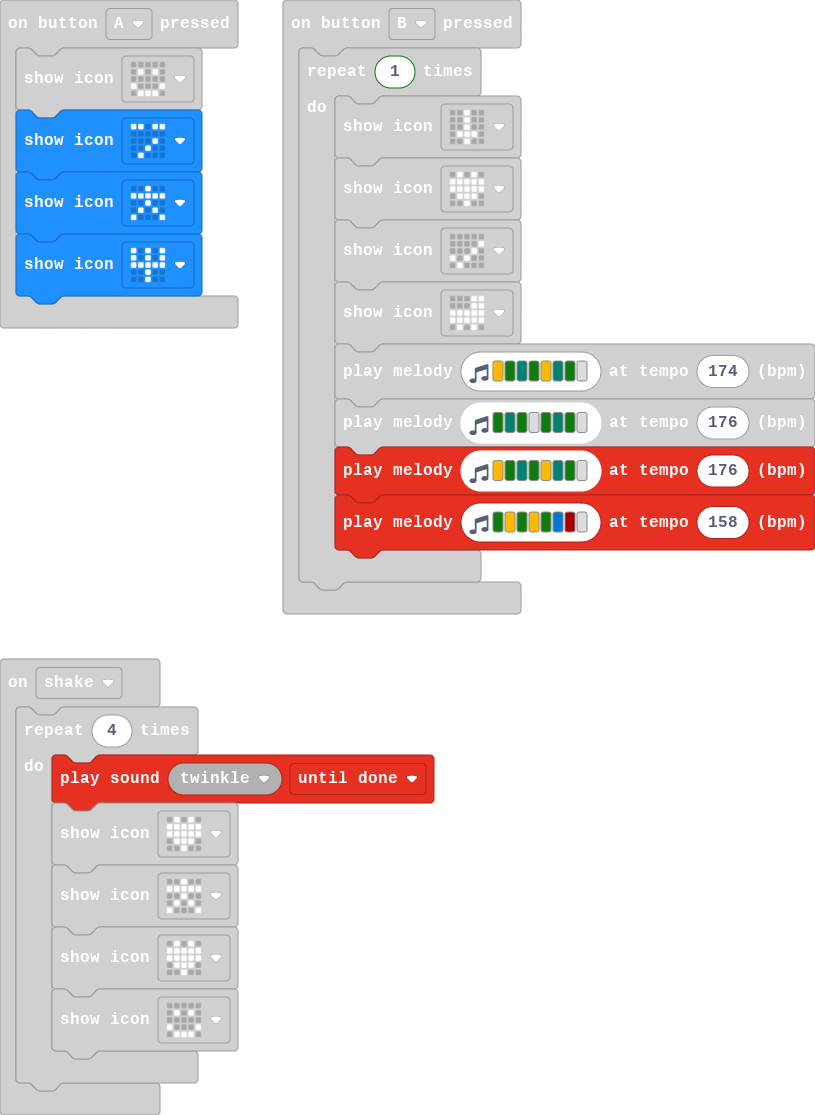 on button A pressed
show icon
show icon
show icon
show icon
on button B pressed
repeat 1 times
do
show icon
show icon
show icon
show icon
play melody at tempo 174 (bpm)
play melody at tempo 176 (bpm)
play melody at tempo 176 (bpm)
play melody at tempo 158 (bpm)
on shake
repeat 4 times
do
play sound twinkle until done
show icon
show icon
show icon
show icon